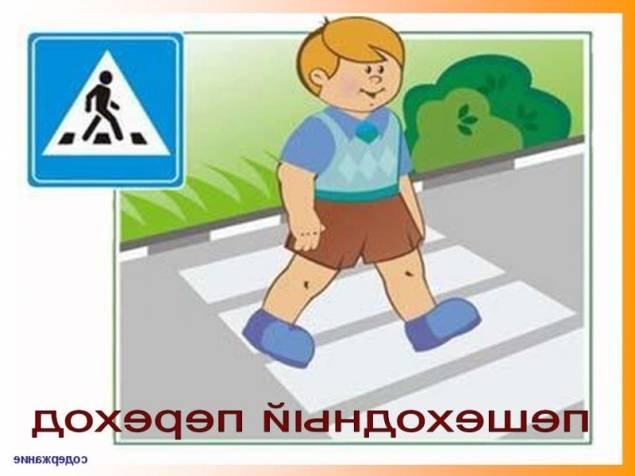 пешеходный переход
содержание